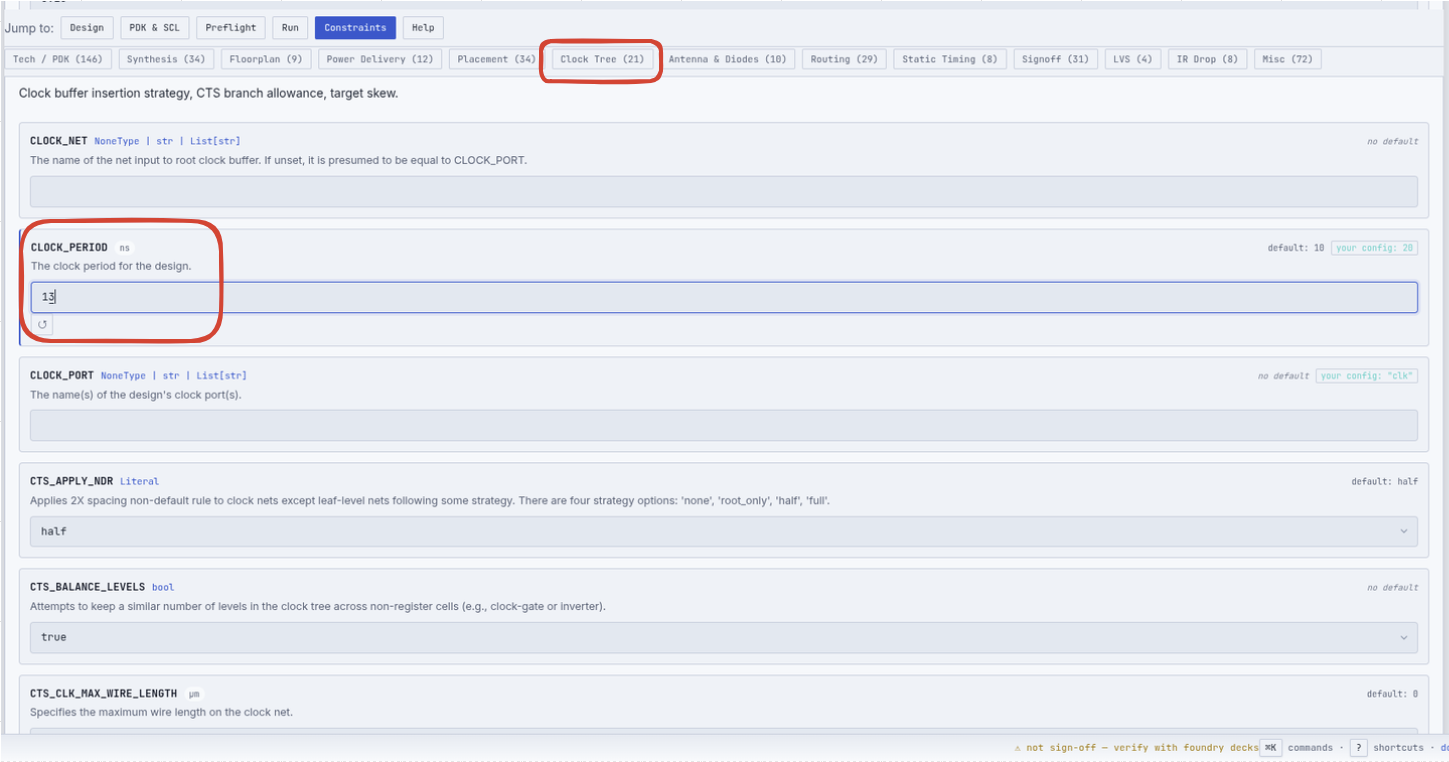 Jump to: Design PDK & SCL Preflight Run Constraints Help
Tech / PDK (146) Synthesis (34) Floorplan (9) Power Delivery (12) Placement (34) Clock Tree (21) Antenna & Diodes (10) Routing (29) Static Timing (8) Signoff (31) LVS (4) IR Drop (8) Misc (72)
Clock buffer insertion strategy, CTS branch allowance, target skew.
CLOCK_NET NoneType | str | List[str] no default
The name of the net input to root clock buffer. If unset, it is presumed to be equal to CLOCK_PORT.
CLOCK_PERIOD ns default: 10 your config: 20
The clock period for the design.
13
CLOCK_PORT NoneType | str | List[str] no default your config: "clk"
The name(s) of the design's clock port(s).
CTS_APPLY_NDR Literal default: half
Applies 2X spacing non-default rule to clock nets except leaf-level nets following some strategy. There are four strategy options: 'none', 'root_only', 'half', 'full'.
half
CTS_BALANCE_LEVELS bool no default
Attempts to keep a similar number of levels in the clock tree across non-register cells (e.g., clock-gate or inverter).
true
CTS_CLK_MAX_WIRE_LENGTH µm default: 0
Specifies the maximum wire length on the clock net.
⚠ not sign-off — verify with foundry decks ⌘K commands · ? shortcuts ·